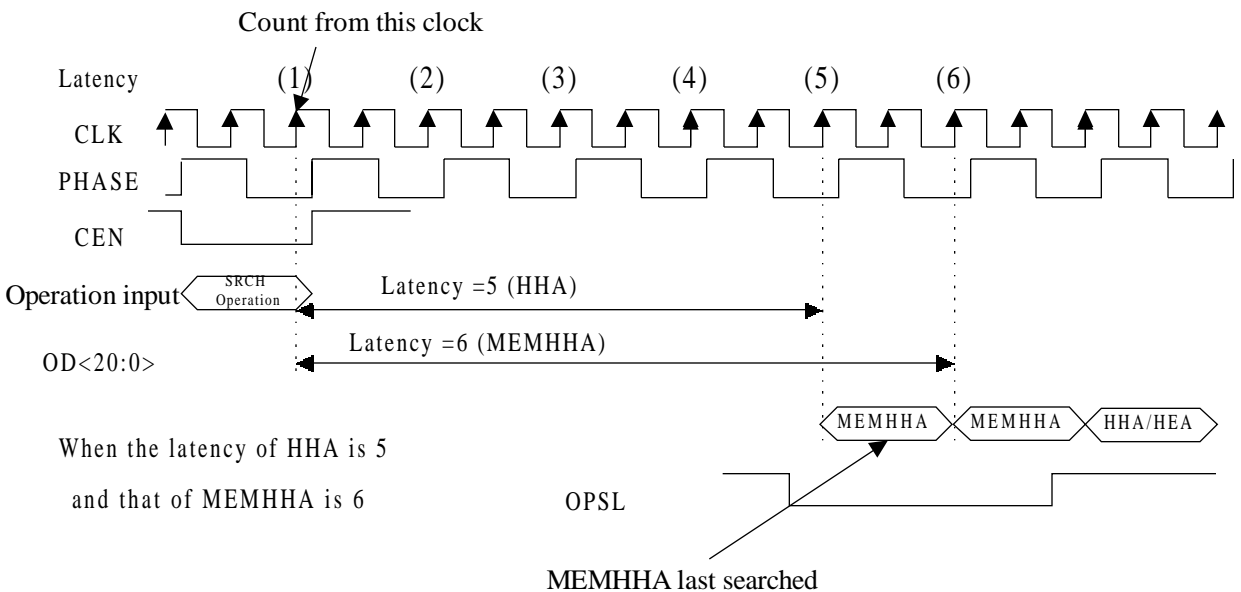 Count from this clock
Latency (1) (2) (3) (4) (5) (6)
CLK
PHASE
CEN
Operation input
SRCH
Operation
Latency =5 (HHA)
Latency =6 (MEMHHA)
OD<20:0>
MEMHHA MEMHHA HHA/HEA
When the latency of HHA is 5
and that of MEMHHA is 6
OPSL
MEMHHA last searched